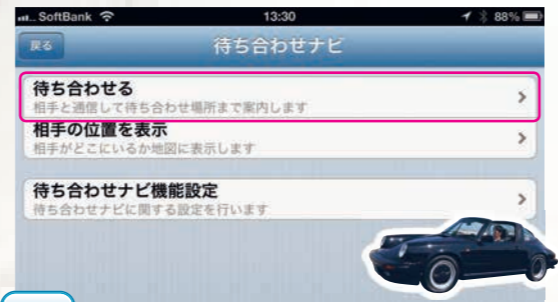 SoftBank 13:30 88%
戻る 待ち合わせナビ
待ち合わせる
相手と通信して待ち合わせ場所まで案内します
相手の位置を表示
相手がどこにいるか地図に表示します
待ち合わせナビ機能設定
待ち合わせナビに関する設定を行います